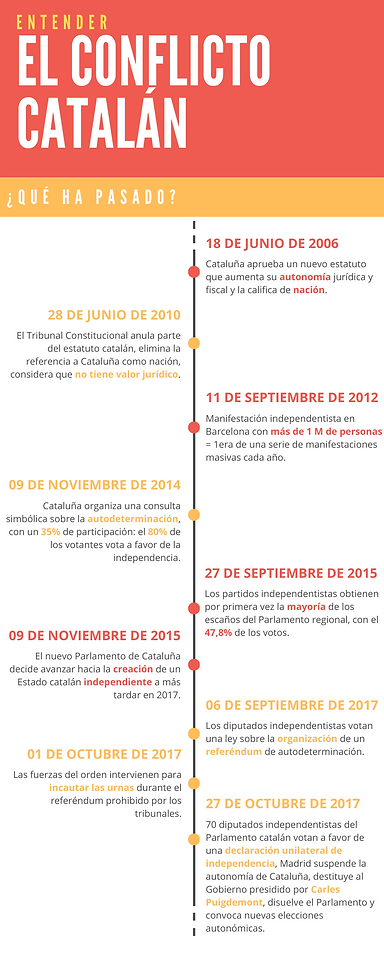 ENTENDER
EL CONFLICTO
CATALÁN
¿QUÉ HA PASADO?
18 DE JUNIO DE 2006
Cataluña aprueba un nuevo estatuto
que aumenta su autonomía jurídica y
fiscal y la califica de nación.
28 DE JUNIO DE 2010
El Tribunal Constitucional anula parte
del estatuto catalán, elimina la
referencia a Cataluña como nación,
considera que no tiene valor jurídico.
11 DE SEPTIEMBRE DE 2012
Manifestación independentista en
Barcelona con más de 1 M de personas
= 1era de una serie de manifestaciones
masivas cada año.
09 DE NOVIEMBRE DE 2014
Cataluña organiza una consulta
simbólica sobre la autodeterminación,
con un 35% de participación: el 80% de
los votantes vota a favor de la
independencia.
27 DE SEPTIEMBRE DE 2015
Los partidos independistas obtienen
por primera vez la mayoría de los
escaños del Parlamento regional, con el
47,8% de los votos.
09 DE NOVIEMBRE DE 2015
El nuevo Parlamento de Cataluña
decide avanzar hacia la creación de un
Estado catalán independiente a más
tardar en 2017.
06 DE SEPTIEMBRE DE 2017
Los diputados independistas votan
una ley sobre la organización de un
referéndum de autodeterminación.
01 DE OCTUBRE DE 2017
Las fuerzas del orden intervienen para
incautar las urnas durante el
referéndum prohibido por los
tribunales.
27 DE OCTUBRE DE 2017
70 diputados independistas del
Parlamento catalán votan a favor de
una declaración unilateral de
independencia, Madrid suspende la
autonomía de Cataluña, destituye al
Gobierno presidido por Carles
Puigdemont, disuelve el Parlamento y
convoca nuevas elecciones
autonómicas.